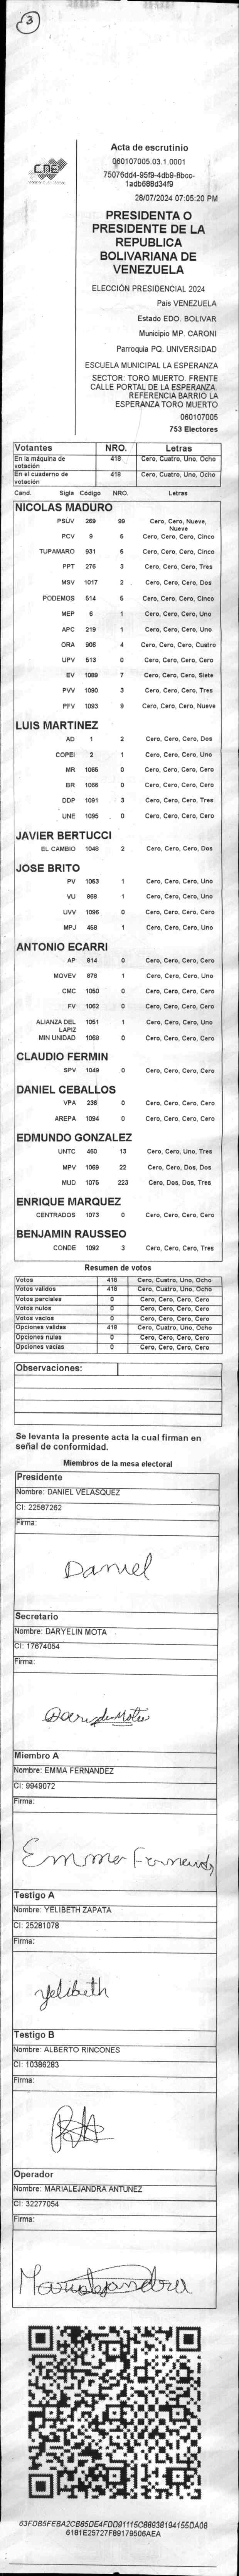 3
CNE
Acta de escrutinio
060107005.03.1.0001
75076dd4-95f9-4db9-8bcc-
1adb688d34f9
28/07/2024 07:05:20 PM
PRESIDENTA O
PRESIDENTE DE LA
REPUBLICA
BOLIVARIANA DE
VENEZUELA
ELECCIÓN PRESIDENCIAL 2024
País VENEZUELA
Estado EDO. BOLIVAR
Municipio MP. CARONI
Parroquia PQ. UNIVERSIDAD
ESCUELA MUNICIPAL LA ESPERANZA
SECTOR: TORO MUERTO. FRENTE
CALLE PORTAL DE LA ESPERANZA.
REFERENCIA BARRIO LA
ESPERANZA TORO MUERTO
060107005
753 Electores
Votantes NRO. Letras
En la máquina de votación 418 Cero, Cuatro, Uno, Ocho
En el cuaderno de votación 418 Cero, Cuatro, Uno, Ocho
Cand. Sigla Código NRO. Letras
NICOLAS MADURO
PSUV 269 99 Cero, Cero, Nueve, Nueve
PCV 9 5 Cero, Cero, Cero, Cinco
TUPAMARO 931 5 Cero, Cero, Cero, Cinco
PPT 276 3 Cero, Cero, Cero, Tres
MSV 1017 2 Cero, Cero, Cero, Dos
PODEMOS 514 5 Cero, Cero, Cero, Cinco
MEP 6 1 Cero, Cero, Cero, Uno
APC 219 1 Cero, Cero, Cero, Uno
ORA 906 4 Cero, Cero, Cero, Cuatro
UPV 513 0 Cero, Cero, Cero, Cero
EV 1089 7 Cero, Cero, Cero, Siete
PVV 1090 3 Cero, Cero, Cero, Tres
PFV 1093 9 Cero, Cero, Cero, Nueve
LUIS MARTINEZ
AD 1 2 Cero, Cero, Cero, Dos
COPEI 2 1 Cero, Cero, Cero, Uno
MR 1065 0 Cero, Cero, Cero, Cero
BR 1066 0 Cero, Cero, Cero, Cero
DDP 1091 3 Cero, Cero, Cero, Tres
UNE 1095 0 Cero, Cero, Cero, Cero
JAVIER BERTUCCI
EL CAMBIO 1048 2 Cero, Cero, Cero, Dos
JOSE BRITO
PV 1053 1 Cero, Cero, Cero, Uno
VU 868 1 Cero, Cero, Cero, Uno
UVV 1096 0 Cero, Cero, Cero, Cero
MPJ 458 1 Cero, Cero, Cero, Uno
ANTONIO ECARRI
AP 814 0 Cero, Cero, Cero, Cero
MOVEV 878 1 Cero, Cero, Cero, Uno
CMC 1050 0 Cero, Cero, Cero, Cero
FV 1062 0 Cero, Cero, Cero, Cero
ALIANZA DEL LAPIZ 1051 1 Cero, Cero, Cero, Uno
MIN UNIDAD 1068 0 Cero, Cero, Cero, Cero
CLAUDIO FERMIN
SPV 1049 0 Cero, Cero, Cero, Cero
DANIEL CEBALLOS
VPA 236 0 Cero, Cero, Cero, Cero
AREPA 1094 0 Cero, Cero, Cero, Cero
EDMUNDO GONZALEZ
UNTC 460 13 Cero, Cero, Uno, Tres
MPV 1069 22 Cero, Cero, Dos, Dos
MUD 1075 223 Cero, Dos, Dos, Tres
ENRIQUE MARQUEZ
CENTRADOS 1073 0 Cero, Cero, Cero, Cero
BENJAMIN RAUSSEO
CONDE 1092 3 Cero, Cero, Cero, Tres
Resumen de votos
Votos 418 Cero, Cuatro, Uno, Ocho
Votos validos 418 Cero, Cuatro, Uno, Ocho
Votos parciales 0 Cero, Cero, Cero, Cero
Votos nulos 0 Cero, Cero, Cero, Cero
Votos vacios 0 Cero, Cero, Cero, Cero
Opciones validas 418 Cero, Cuatro, Uno, Ocho
Opciones nulas 0 Cero, Cero, Cero, Cero
Opciones vacias 0 Cero, Cero, Cero, Cero
Observaciones:
Se levanta la presente acta la cual firman en
señal de conformidad.
Miembros de la mesa electoral
Presidente
Nombre: DANIEL VELASQUEZ
CI: 22587262
Firma:
Daniel
Secretario
Nombre: DARYELIN MOTA
CI: 17674054
Firma:
Miembro A
Nombre: EMMA FERNANDEZ
CI: 9949072
Firma:
Emma Fernandez
Testigo A
Nombre: YELIBETH ZAPATA
CI: 25281078
Firma:
Yelibeth
Testigo B
Nombre: ALBERTO RINCONES
CI: 10386283
Firma:
Operador
Nombre: MARIALEJANDRA ANTUNEZ
CI: 32277054
Firma:
Marialejandra